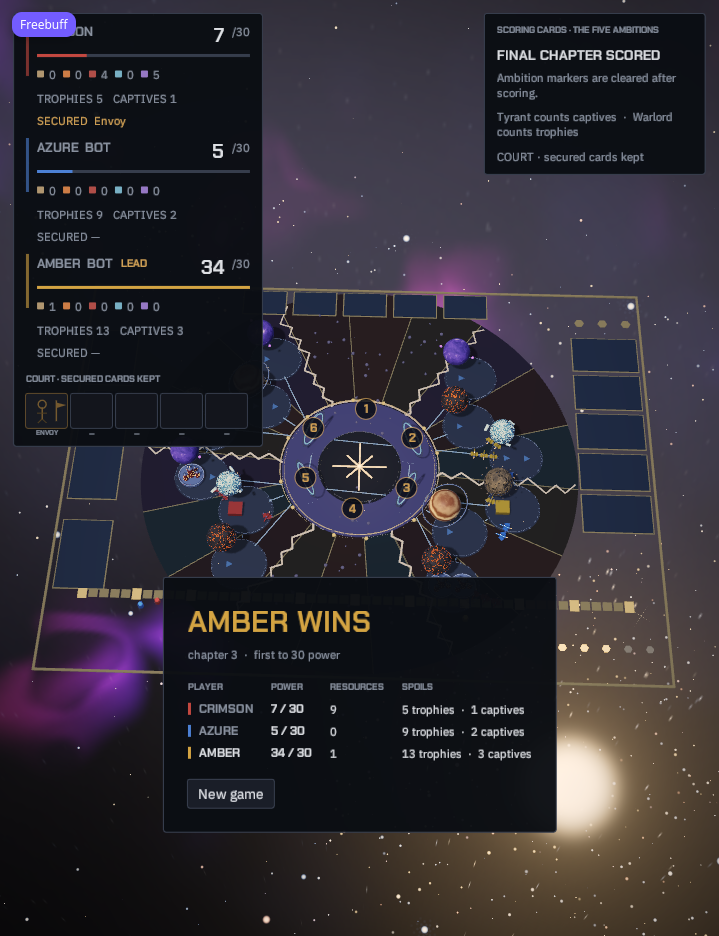 Freebuff
ON 7 /30
0 0 4 0 5
TROPHIES 5 CAPTIVES 1
SECURED Envoy
AZURE BOT 5 /30
0 0 0 0 0
TROPHIES 9 CAPTIVES 2
SECURED —
AMBER BOT LEAD 34 /30
1 0 0 0 0
TROPHIES 13 CAPTIVES 3
SECURED —
COURT · SECURED CARDS KEPT
ENVOY – – – –
SCORING CARDS · THE FIVE AMBITIONS
FINAL CHAPTER SCORED
Ambition markers are cleared after
scoring.
Tyrant counts captives · Warlord
counts trophies
COURT · secured cards kept
1
6 2
5 3
4
AMBER WINS
chapter 3 · first to 30 power
PLAYER POWER RESOURCES SPOILS
CRIMSON 7 / 30 9 5 trophies · 1 captives
AZURE 5 / 30 0 9 trophies · 2 captives
AMBER 34 / 30 1 13 trophies · 3 captives
New game